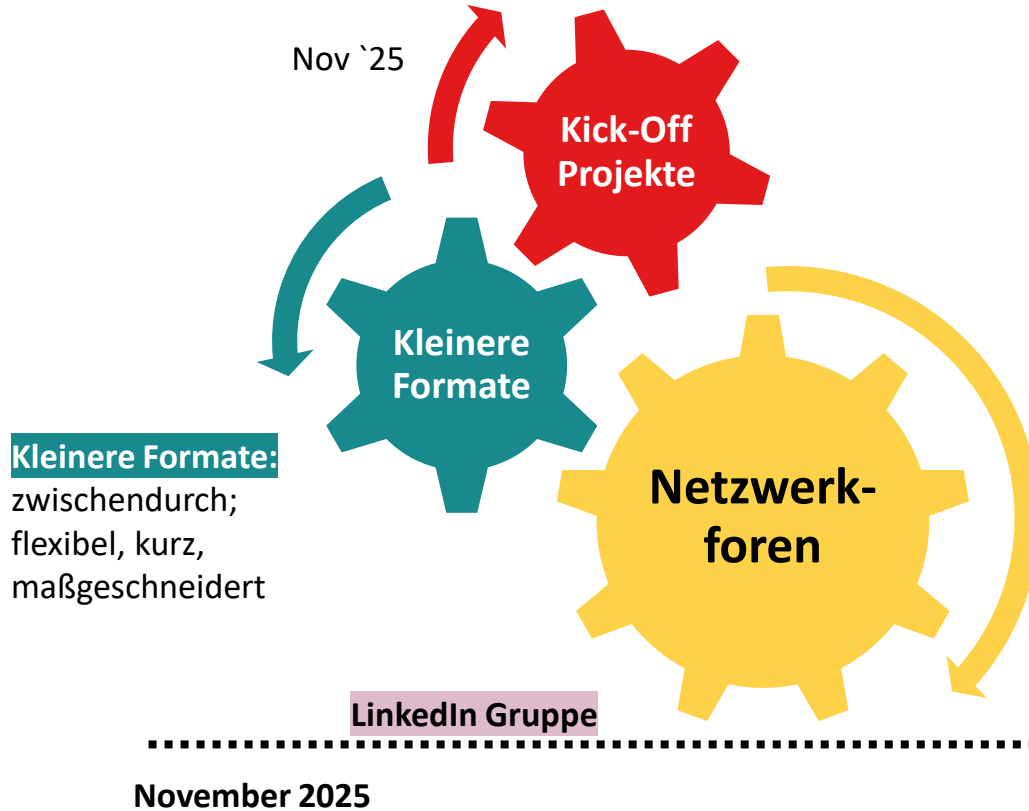 Nov `25
Kick-Off
Projekte
Kleinere
Formate
Kleinere Formate:
zwischendurch;
flexibel, kurz,
maßgeschneidert
Netzwerk-
foren
LinkedIn Gruppe
November 2025